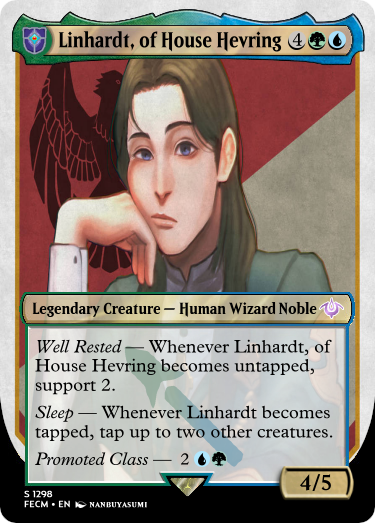 Linhardt, of House Hevring 4
Legendary Creature — Human Wizard Noble
Well Rested — Whenever Linhardt, of
House Hevring becomes untapped,
support 2.
Sleep — Whenever Linhardt becomes
tapped, tap up to two other creatures.
Promoted Class — 2
4/5
S 1298
FECM • EN NANBUYASUMI